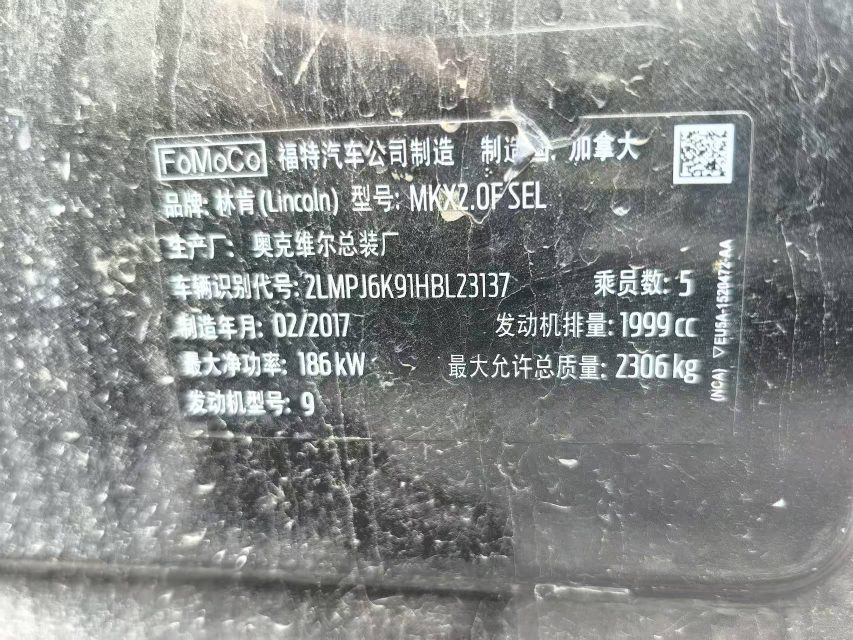 FoMoCo 福特汽车公司制造 制造国: 加拿大
品牌: 林肯(Lincoln) 型号: MKX2.0F SEL
生产厂: 奥克维尔总装厂
车辆识别代号: 2LMPJ6K91HBL23137 乘员数: 5
制造年月: 02/2017 发动机排量: 1999 cc
最大净功率: 186 kW 最大允许总质量: 2306 kg
发动机型号: 9
(NCA) ▽EU5A-1520472-AA